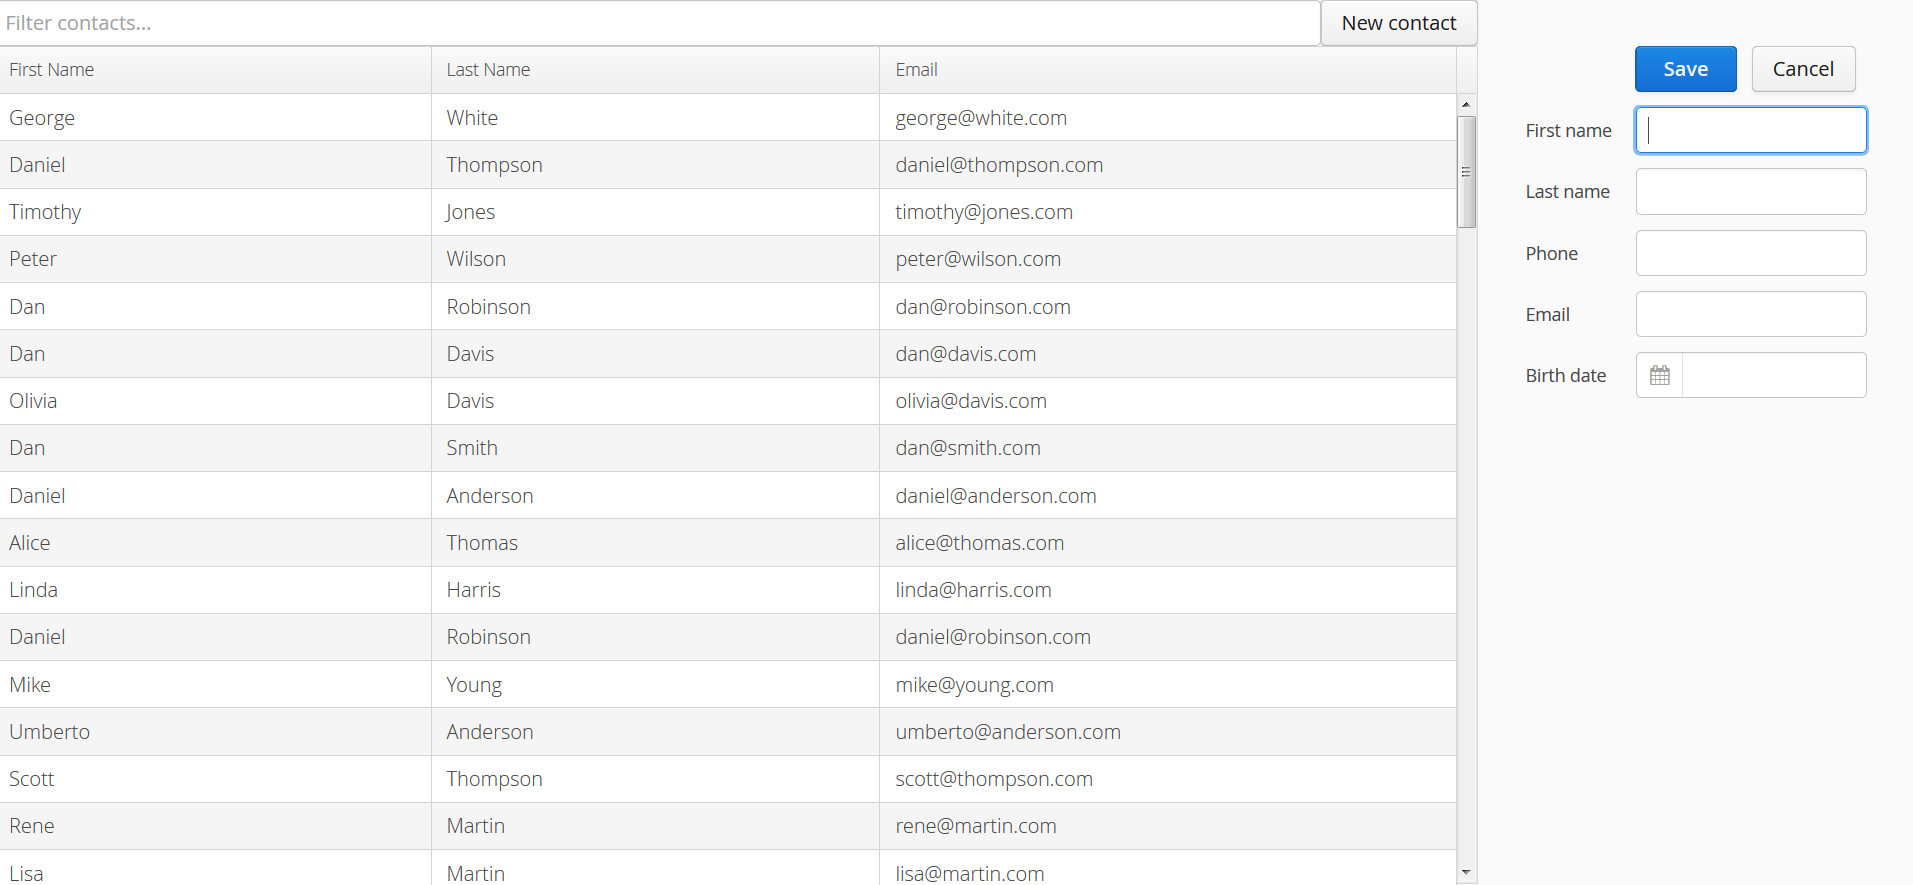 Filter contacts... New contact
First Name Last Name Email
George White george@white.com
Daniel Thompson daniel@thompson.com
Timothy Jones timothy@jones.com
Peter Wilson peter@wilson.com
Dan Robinson dan@robinson.com
Dan Davis dan@davis.com
Olivia Davis olivia@davis.com
Dan Smith dan@smith.com
Daniel Anderson daniel@anderson.com
Alice Thomas alice@thomas.com
Linda Harris linda@harris.com
Daniel Robinson daniel@robinson.com
Mike Young mike@young.com
Umberto Anderson umberto@anderson.com
Scott Thompson scott@thompson.com
Rene Martin rene@martin.com
Lisa Martin lisa@martin.com
Save Cancel
First name
Last name
Phone
Email
Birth date